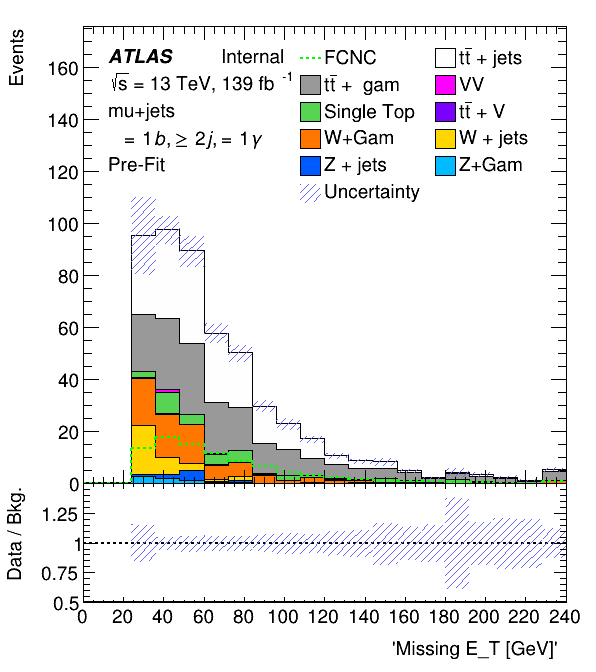 Events
ATLAS Internal
√s = 13 TeV, 139 fb⁻¹
mu+jets
= 1b, ≥ 2j, = 1γ
Pre-Fit
FCNC
tt̄ + jets
tt̄ + gam
VV
Single Top
tt̄ + V
W+Gam
W + jets
Z + jets
Z+Gam
Uncertainty
160
140
120
100
80
60
40
20
0
Data / Bkg.
1.25
1
0.75
0.5
0 20 40 60 80 100 120 140 160 180 200 220 240
'Missing E_T [GeV]'